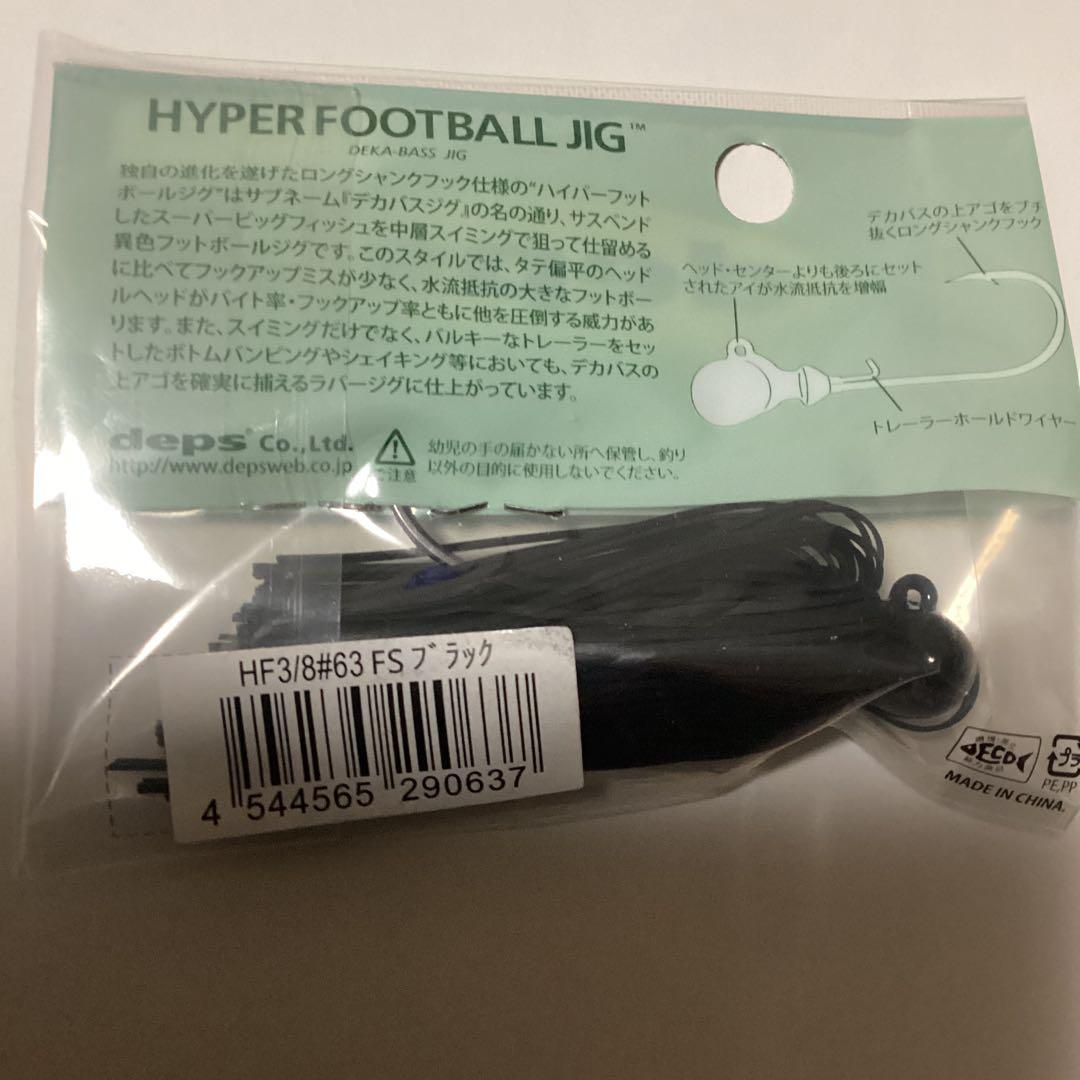 HYPER FOOTBALL JIG™
DEKA-BASS JIG
独自の進化を遂げたロングシャンクフック仕様の"ハイパーフット
ボールジグ"はサブネーム『デカバスジグ』の名の通り、サスペンド
したスーパービッグフィッシュを中層スイミングで狙って仕留める
異色フットボールジグです。このスタイルでは、タテ偏平のヘッド
に比べてフックアップミスが少なく、水流抵抗の大きなフットボー
ルヘッドがバイト率・フックアップ率ともに他を圧倒する威力があ
ります。また、スイミングだけでなく、バルキーなトレーラーをセッ
トしたボトムバンピングやシェイキング等においても、デカバスの
上アゴを確実に捕えるラバージグに仕上がっています。
デカバスの上アゴをブチ
抜くロングシャンクフック
ヘッド・センターよりも後ろにセット
されたアイが水流抵抗を増幅
トレーラーホールドワイヤー
deps® Co.,Ltd.
http://www.depsweb.co.jp
ご注意
幼児の手の届かない所へ保管し、釣り
以外の目的に使用しないでください。
HF3/8#63 FS ﾌﾞﾗｯｸ
4 544565 290637
ECO
プラ
PE,PP
MADE IN CHINA.